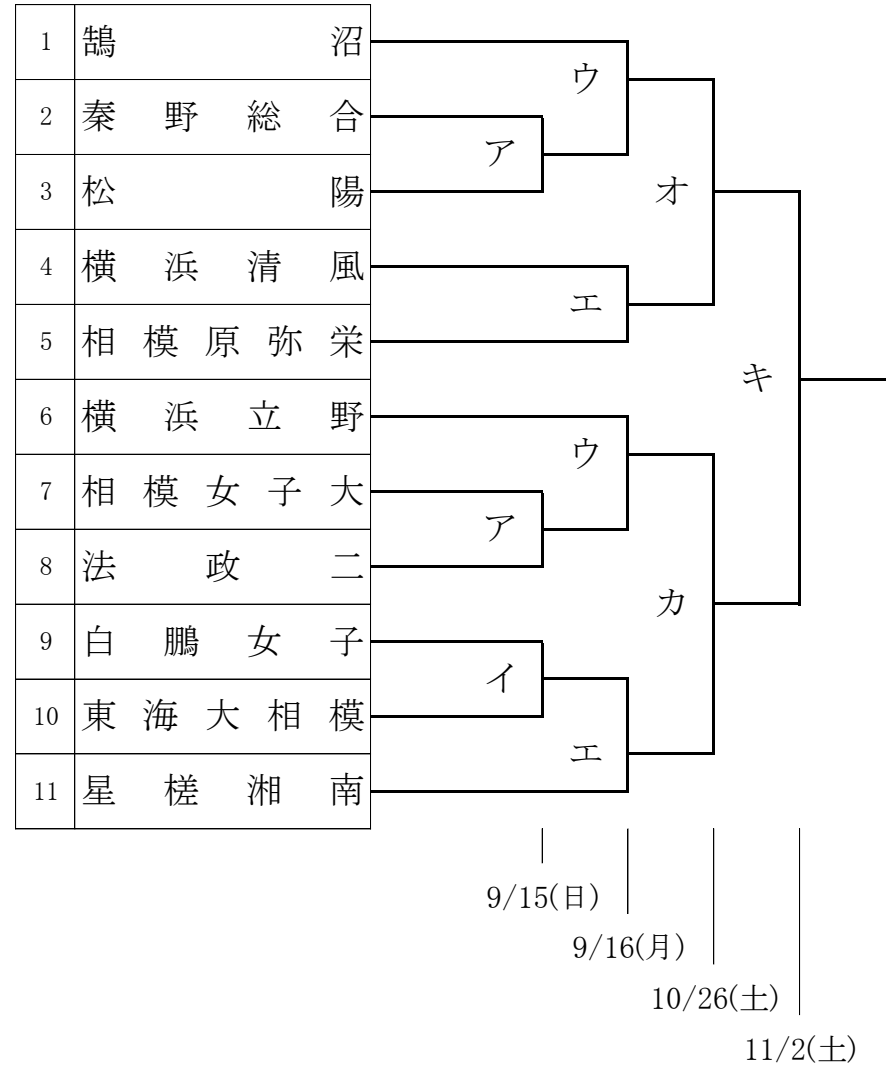 1 鵠沼
ウ
2 秦野総合
ア
3 松陽
オ
4 横浜清風
エ
5 相模原弥栄
キ
6 横浜立野
ウ
7 相模女子大
ア
8 法政二
カ
9 白鵬女子
イ
10 東海大相模
エ
11 星槎湘南
9/15(日)
9/16(月)
10/26(土)
11/2(土)